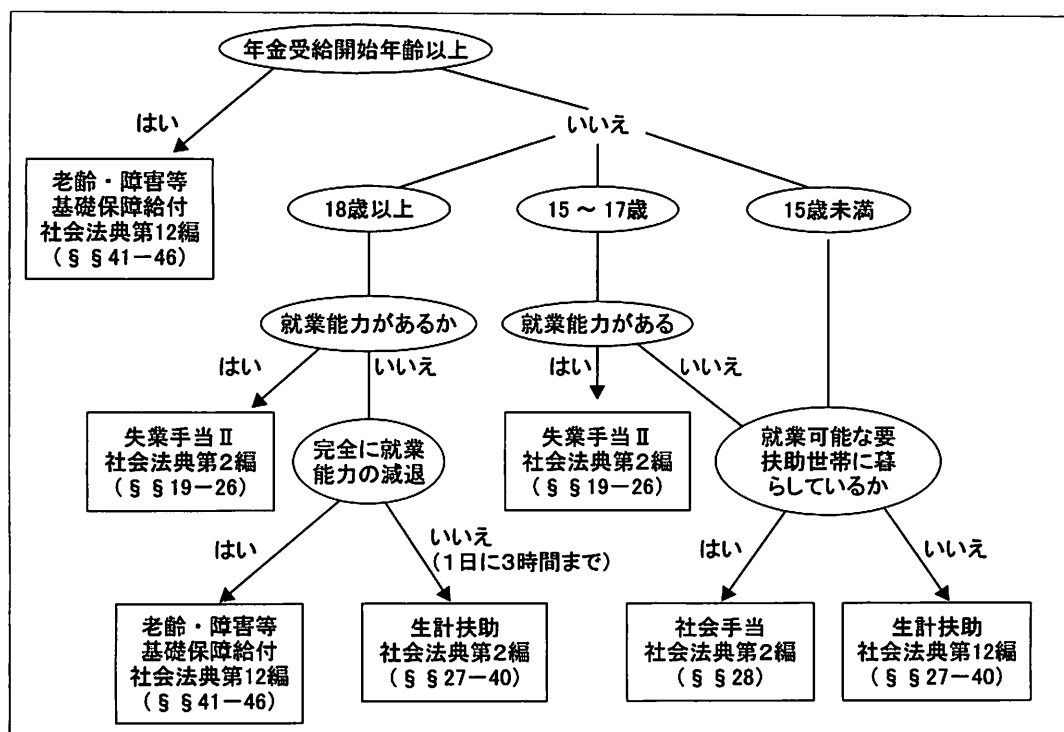 年金受給開始年齢以上
はい
いいえ
老齢・障害等
基礎保障給付
社会法典第12編
(§§41-46)
18歳以上
15~17歳
15歳未満
就業能力があるか
就業能力がある
はい
いいえ
はい
いいえ
失業手当Ⅱ
社会法典第2編
(§§19-26)
完全に就業
能力の減退
失業手当Ⅱ
社会法典第2編
(§§19-26)
就業可能な要
扶助世帯に暮
らしているか
はい
いいえ
(1日に3時間まで)
はい
いいえ
老齢・障害等
基礎保障給付
社会法典第12編
(§§41-46)
生計扶助
社会法典第2編
(§§27-40)
社会手当
社会法典第2編
(§§28)
生計扶助
社会法典第12編
(§§27-40)